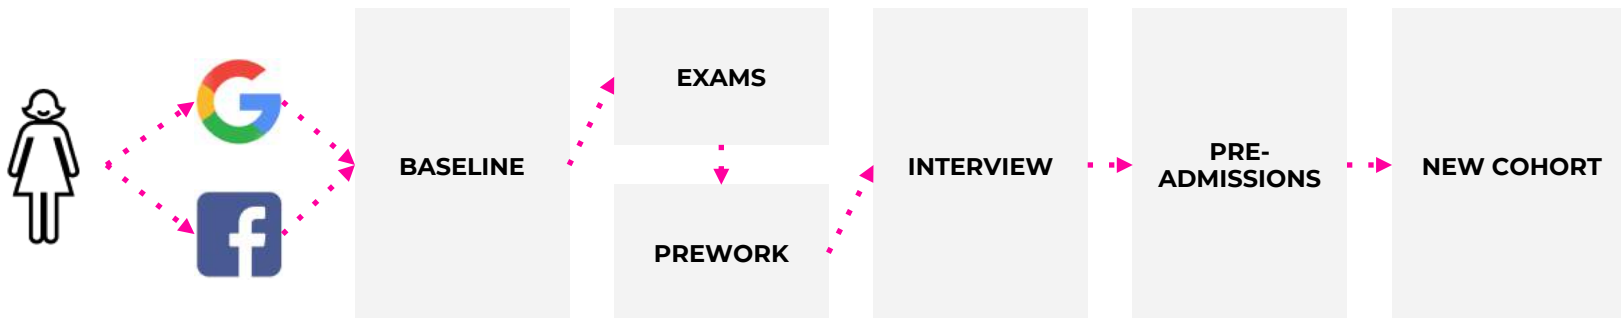 BASELINE
EXAMS
PREWORK
INTERVIEW
PRE-
ADMISSIONS
NEW COHORT